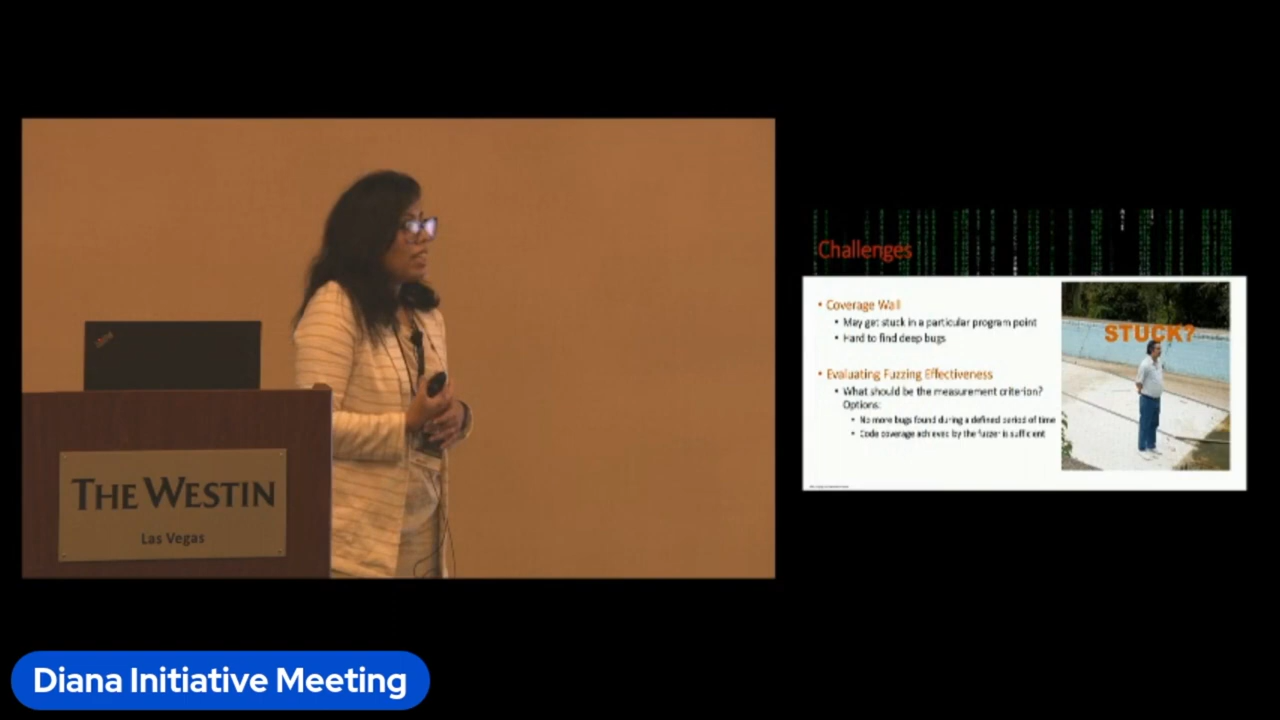 Challenges
• Coverage Wall
• May get stuck in a particular program point
• Hard to find deep bugs
• Evaluating Fuzzing Effectiveness
• What should be the measurement criterion?
Options:
• No more bugs found during a defined period of time
• Code coverage achieved by the fuzzer is sufficient
STUCK?
THE WESTIN
Las Vegas
Diana Initiative Meeting